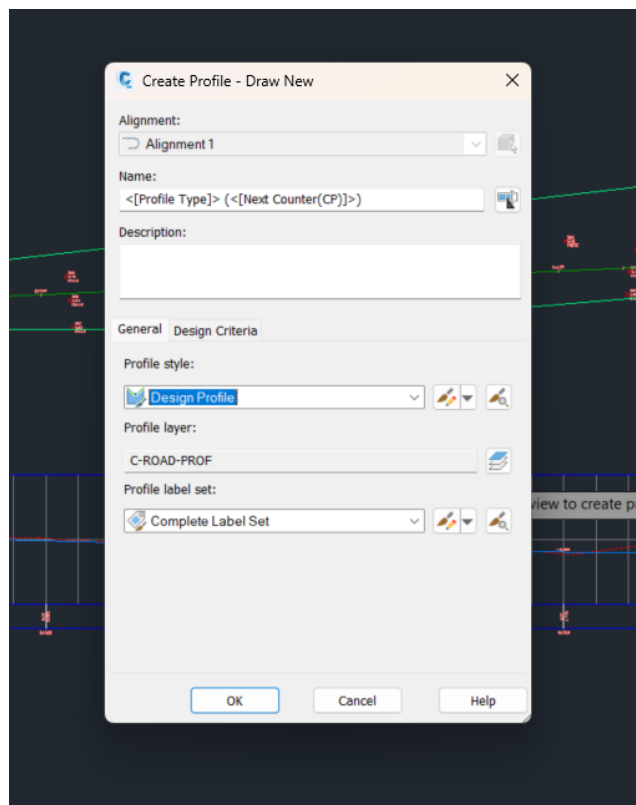 Create Profile - Draw New
Alignment:
Alignment 1
Name:
<[Profile Type]> (<[Next Counter(CP)]>)
Description:
General Design Criteria
Profile style:
Design Profile
Profile layer:
C-ROAD-PROF
Profile label set:
Complete Label Set
view to create p
OK Cancel Help